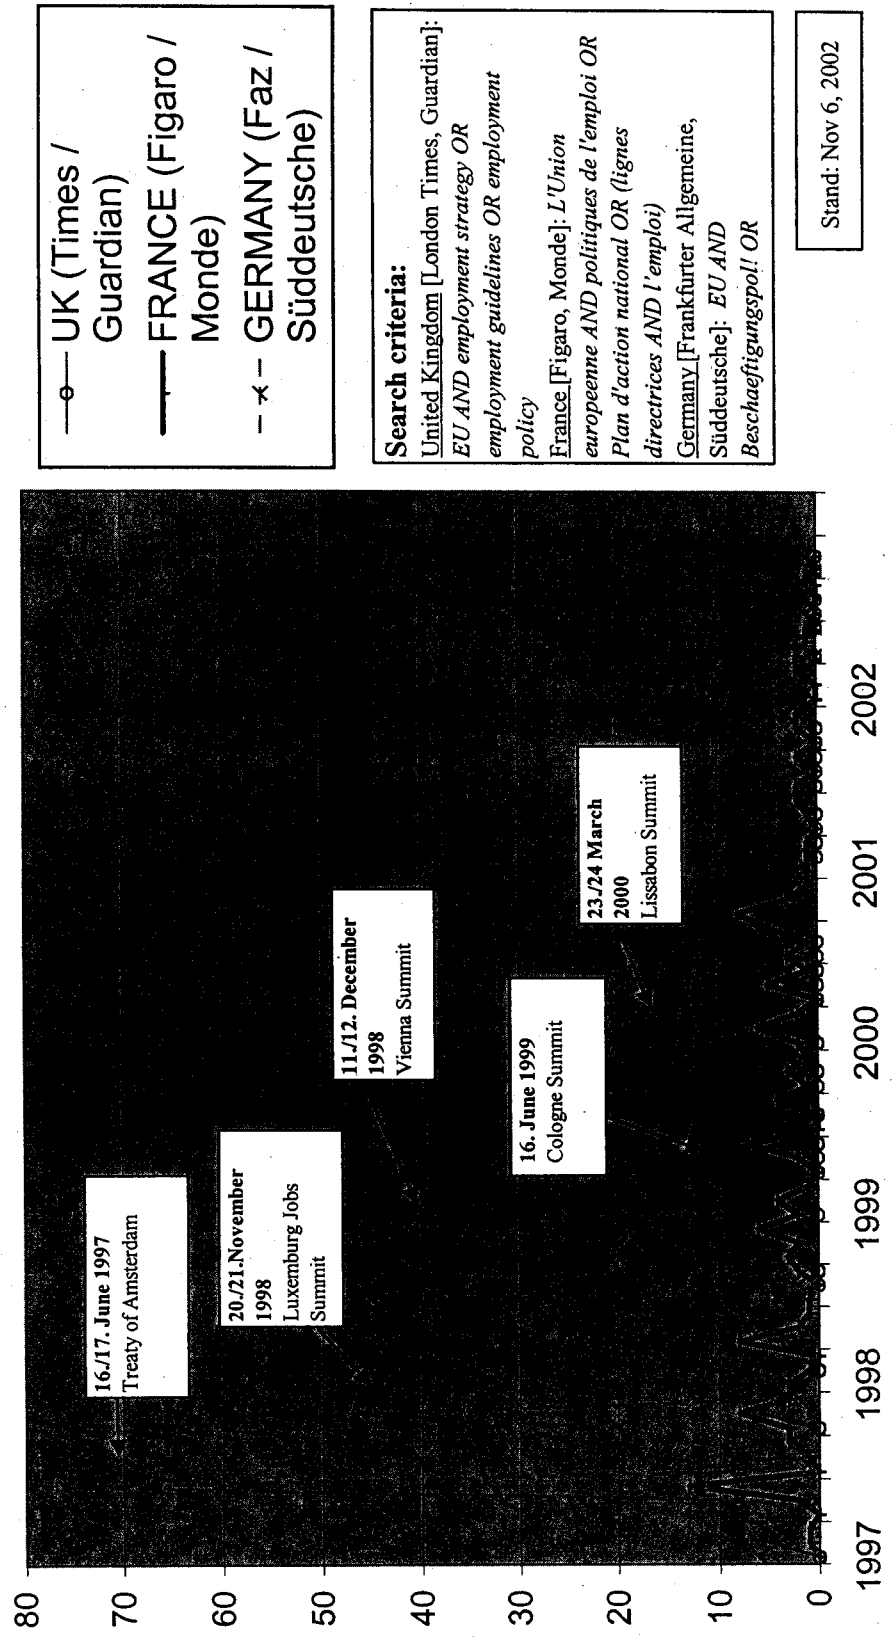 80
70
60
50
40
30
20
10
0
1997
1998
1999
2000
2001
2002
16./17. June 1997
Treaty of Amsterdam
20./21.November
1998
Luxemburg Jobs
Summit
11./12. December
1998
Vienna Summit
16. June 1999
Cologne Summit
23./24 March
2000
Lissabon Summit
UK (Times /
Guardian)
FRANCE (Figaro /
Monde)
GERMANY (Faz /
Süddeutsche)
Search criteria:
United Kingdom [London Times, Guardian]:
EU AND employment strategy OR
employment guidelines OR employment
policy
France [Figaro, Monde]: L'Union
europeenne AND politiques de l'emploi OR
Plan d'action national OR (lignes
directrices AND l'emploi)
Germany [Frankfurter Allgemeine,
Süddeutsche]: EU AND
Beschaeftigungspol! OR
Stand: Nov 6, 2002